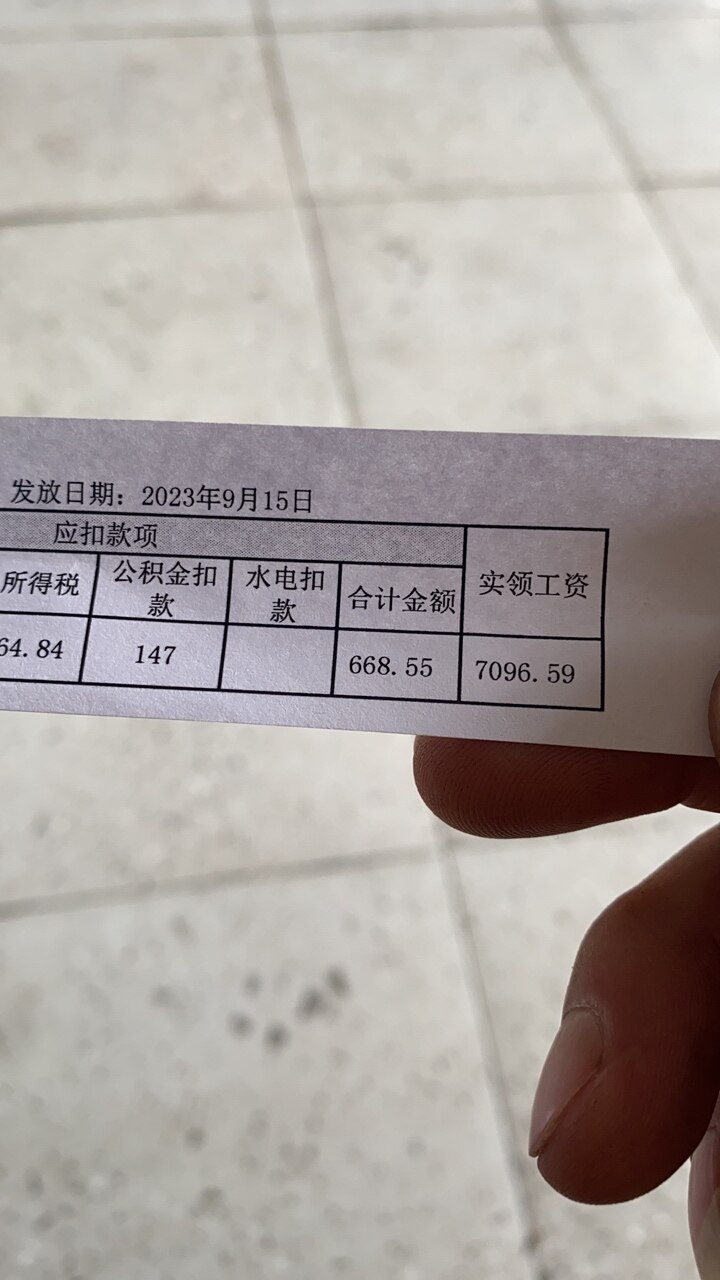 发放日期：2023年9月15日
应扣款项
实领工资
所得税
公积金扣款
水电扣款
合计金额
64.84
147
668.55
7096.59